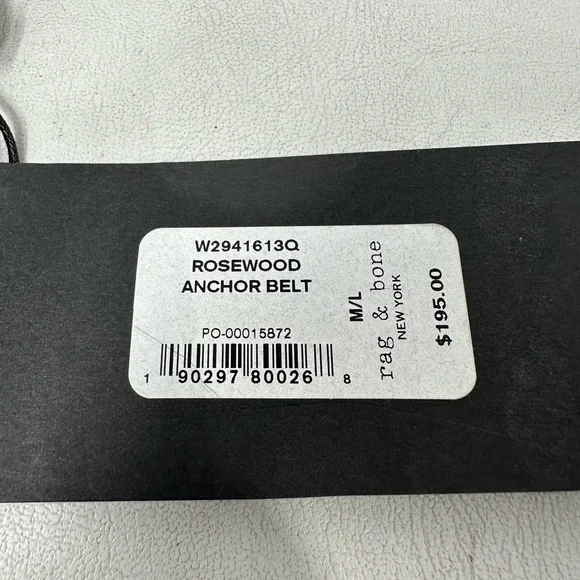 W2941613Q
ROSEWOOD
ANCHOR BELT
PO-00015872
1 90297 80026 8
M/L
rag & bone
NEW YORK
$195.00